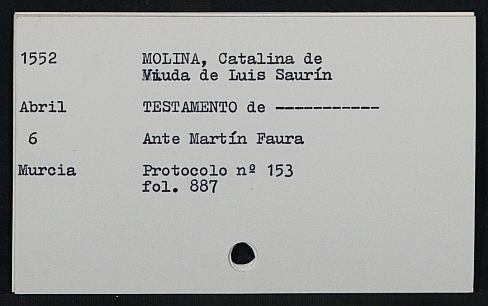 1552 MOLINA, Catalina de
Viuda de Luis Saurín
Abril TESTAMENTO de -----------
6 Ante Martín Faura
Murcia Protocolo nº 153
fol. 887